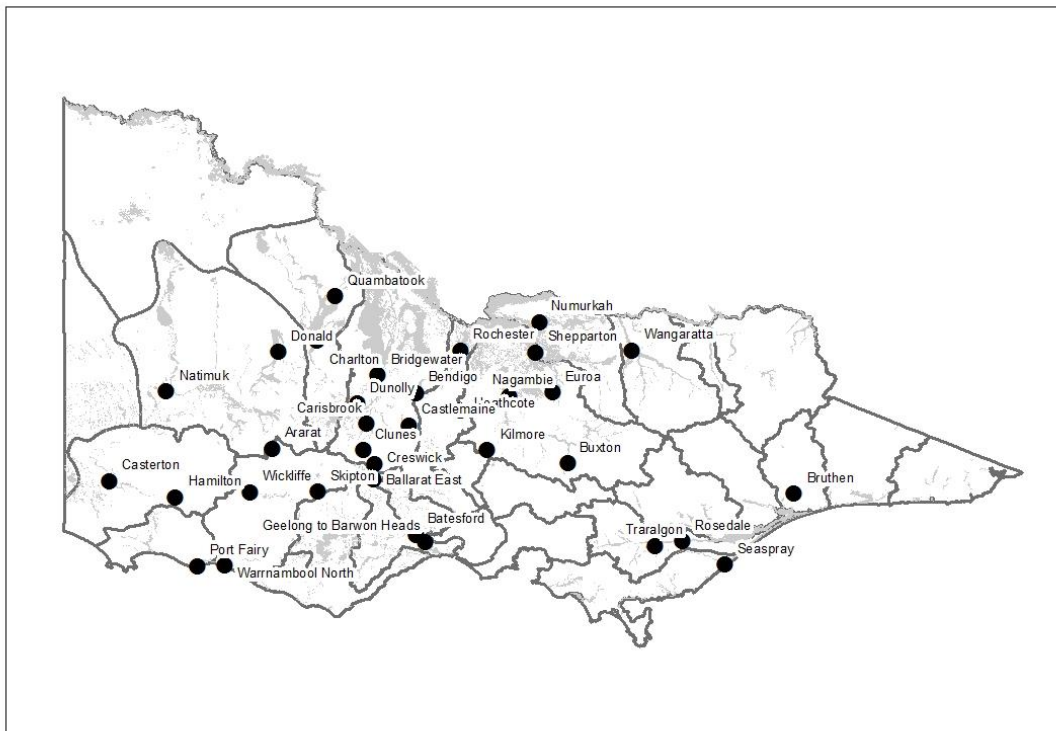 Quambatook
Numurkah
Donald
Rochester
Shepparton
Wangaratta
Charlton
Bridgewater
Natimuk
Dunolly
Bendigo
Nagambie
Euroa
Carisbrook
Castlemaine
Heathcote
Ararat
Clunes
Kilmore
Casterton
Creswick
Buxton
Hamilton
Wickliffe
Skipton
Ballarat East
Bruthen
Geelong to Barwon Heads
Batesford
Traralgon
Rosedale
Port Fairy
Seaspray
Warrnambool North